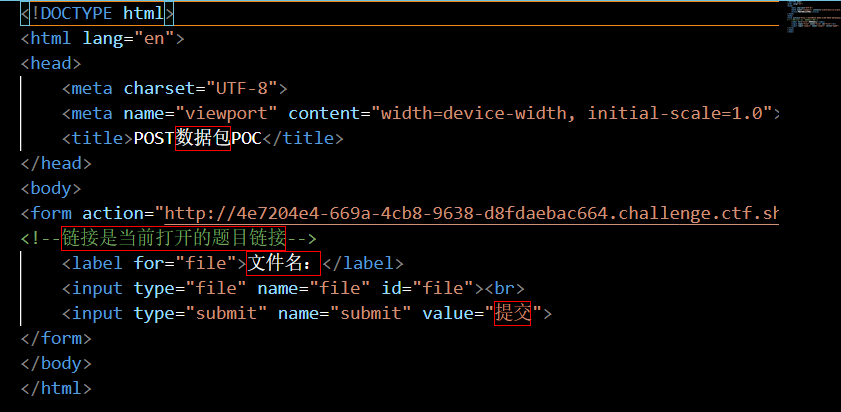 <!DOCTYPE html>
<html lang="en">
<head>
<meta charset="UTF-8">
<meta name="viewport" content="width=device-width, initial-scale=1.0">
<title>POST数据包POC</title>
</head>
<body>
<form action="http://4e7204e4-669a-4cb8-9638-d8fdaebac664.challenge.ctf.sh
<!--链接是当前打开的题目链接-->
<label for="file">文件名：</label>
<input type="file" name="file" id="file"><br>
<input type="submit" name="submit" value="提交">
</form>
</body>
</html>